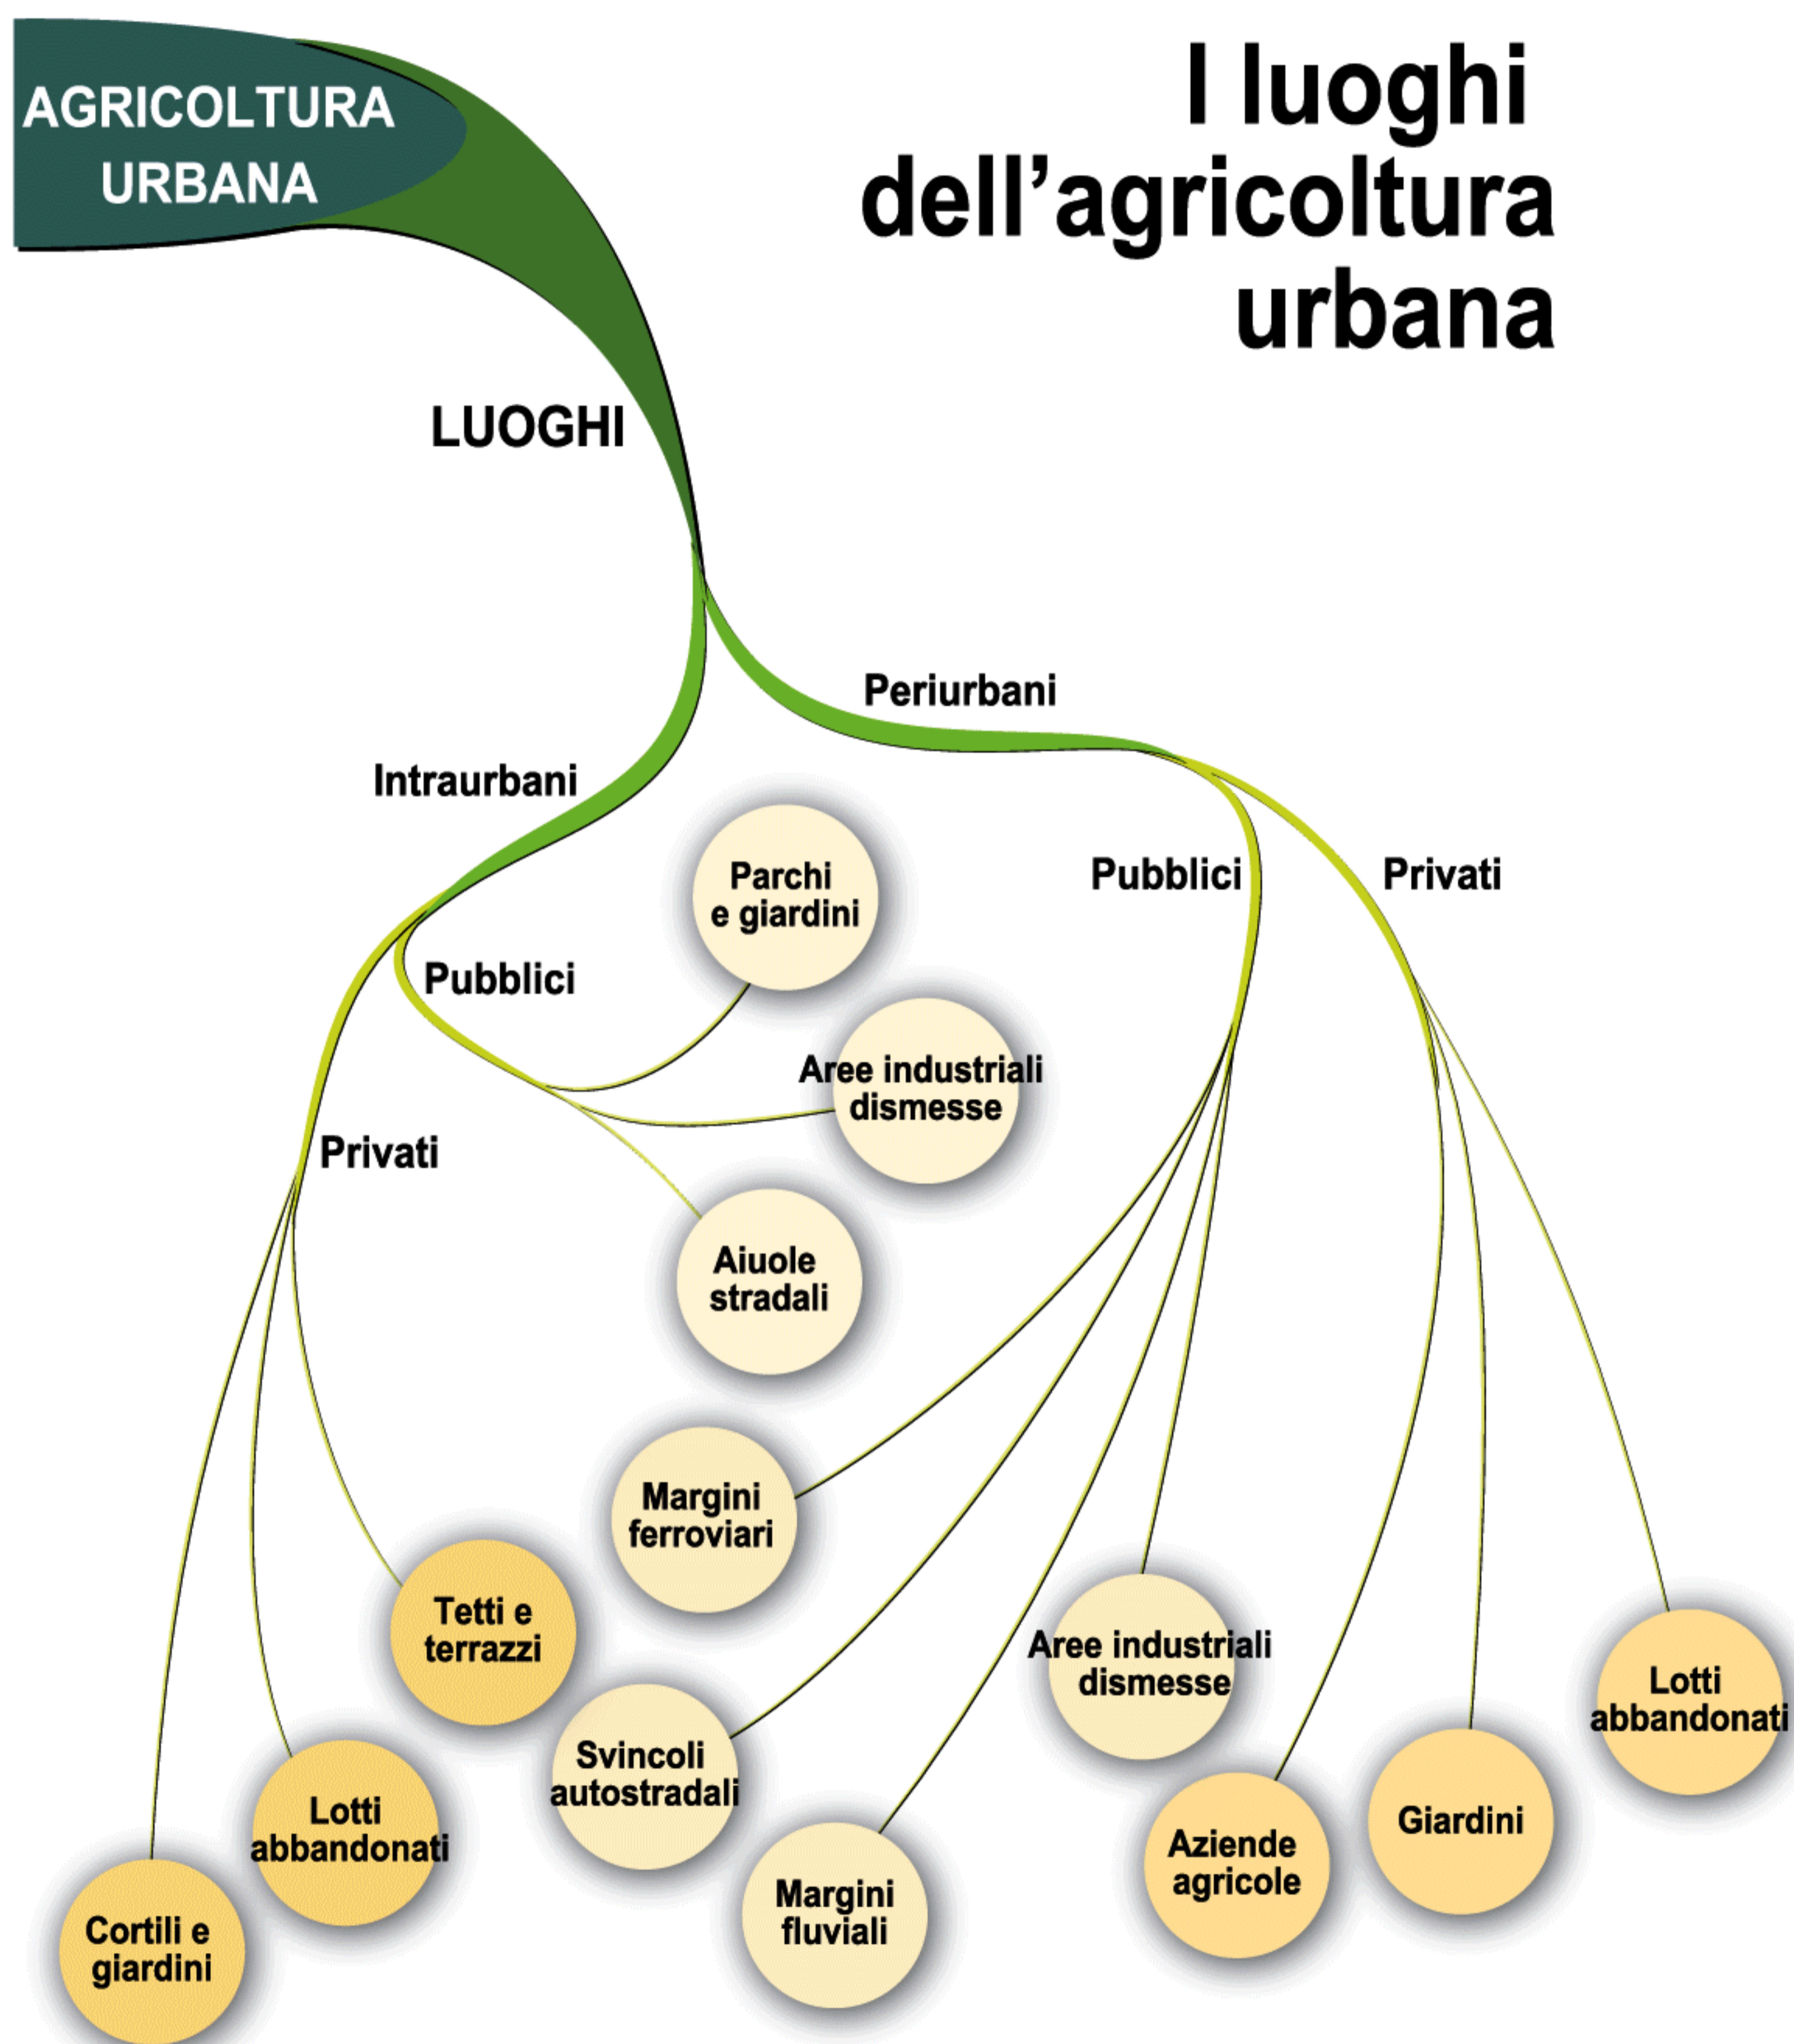 AGRICOLTURA
URBANA
I luoghi
dell’agricoltura
urbana
LUOGHI
Periurbani
Intraurbani
Parchi
e giardini
Pubblici
Privati
Pubblici
Aree industriali
dismesse
Privati
Aiuole
stradali
Margini
ferroviari
Tetti e
terrazzi
Aree industriali
dismesse
Lotti
abbandonati
Svincoli
autostradali
Lotti
abbandonati
Giardini
Aziende
agricole
Margini
fluviali
Cortili e
giardini